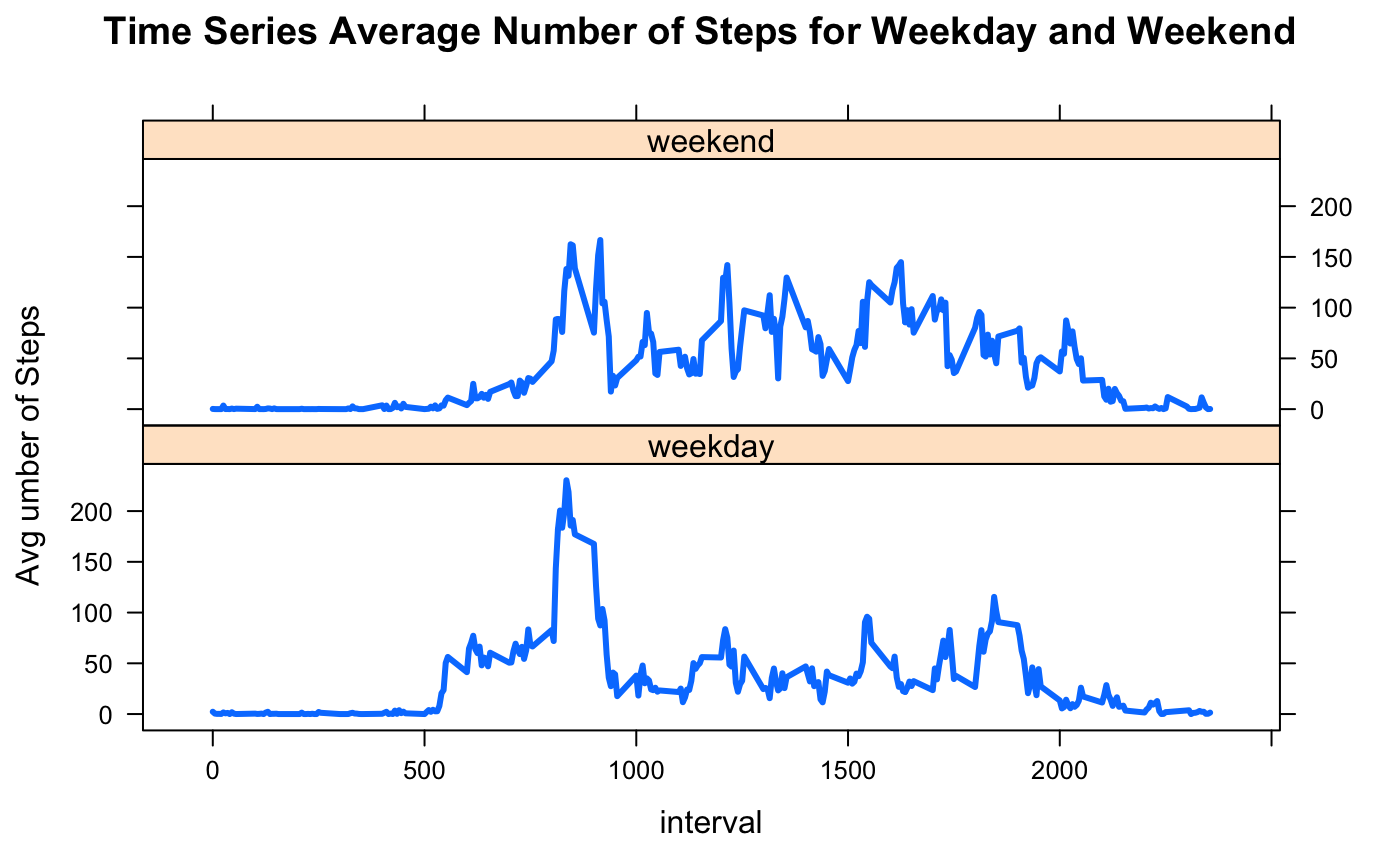 Time Series Average Number of Steps for Weekday and Weekend
weekend
200
150
100
50
0
weekday
Avg umber of Steps
200
150
100
50
0
0 500 1000 1500 2000
interval